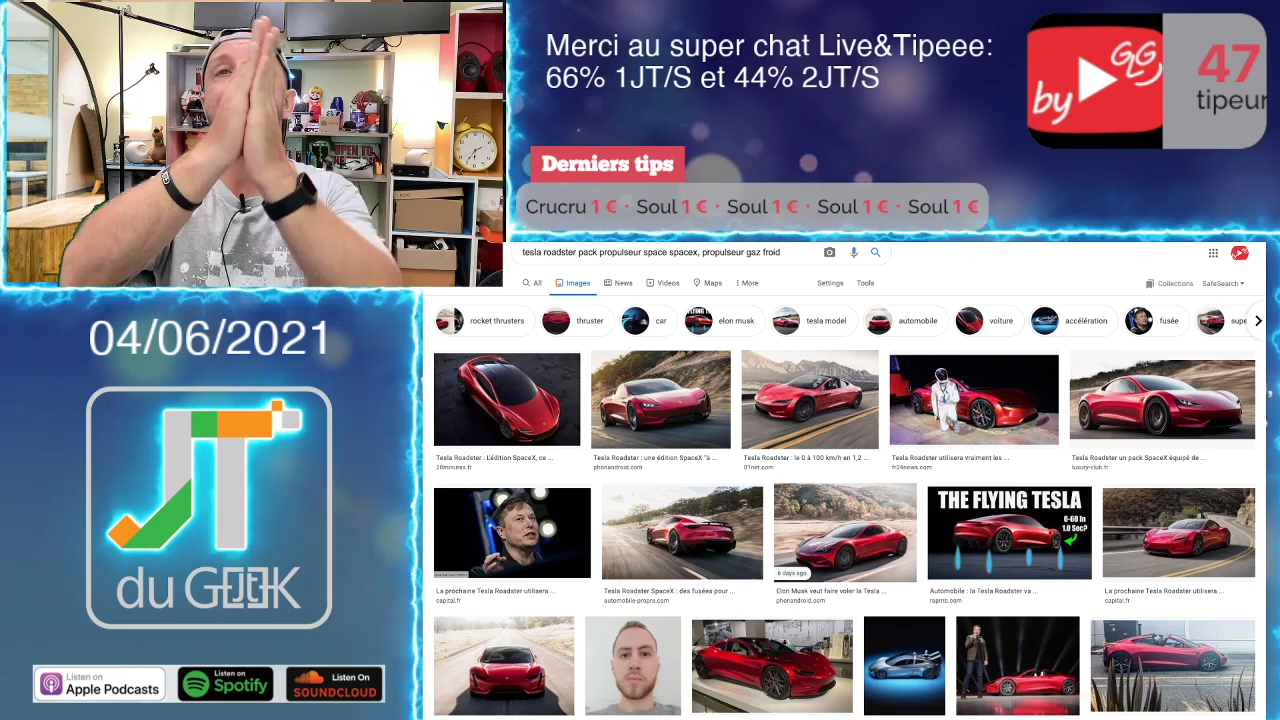 Merci au super chat Live&Tipeee:
66% 1JT/S et 44% 2JT/S
by GLG
47
tipeur
Derniers tips
Crucru 1 € · Soul 1 € · Soul 1 € · Soul 1 € · Soul 1 €
tesla roadster pack propulseur space spacex, propulseur gaz froid
All Images News Videos Maps More Settings Tools Collections SafeSearch
rocket thrusters thruster car elon musk tesla model automobile voiture accélération fusée supe
04/06/2021
JT
du GEEK
Listen on
Apple Podcasts
Listen on
Spotify
Listen On
SOUNDCLOUD
Tesla Roadster : L'édition SpaceX, ce ...
20minutes.fr
Tesla Roadster : une édition SpaceX "à ...
phonandroid.com
Tesla Roadster : le 0 à 100 km/h en 1,2 ...
01net.com
Tesla Roadster utilisera vraiment les ...
fr24news.com
Tesla Roadster un pack SpaceX équipé de ...
luxury-club.fr
THE FLYING TESLA
0-60 In
1.0 Sec?
6 days ago
La prochaine Tesla Roadster utilisera ...
capital.fr
Tesla Roadster SpaceX : des fusées pour ...
automobile-propre.com
Elon Musk veut faire voler la Tesla ...
phonandroid.com
Automobile : la Tesla Roadster va ...
rapmb.com
La prochaine Tesla Roadster utilisera ...
capital.fr